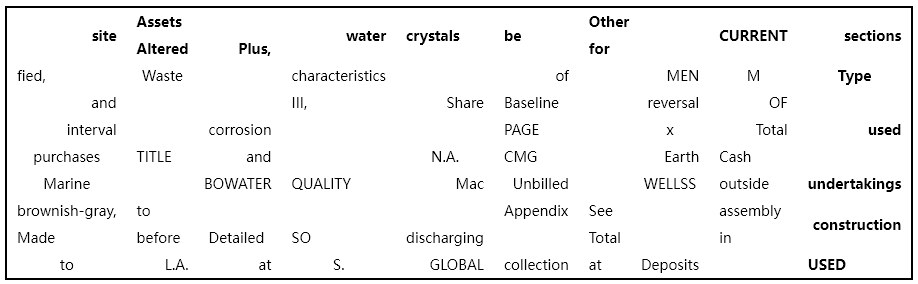 site Assets Altered Plus, water crystals be Other for CURRENT sections
fied, Waste characteristics of MEN M Type
and III, Share Baseline reversal OF
interval corrosion PAGE x Total used
purchases TITLE and N.A. CMG Earth Cash
Marine BOWATER QUALITY Mac Unbilled WELLSS outside undertakings
brownish-gray, to Appendix See assembly construction
Made before Detailed SO discharging Total in
to L.A. at S. GLOBAL collection at Deposits USED